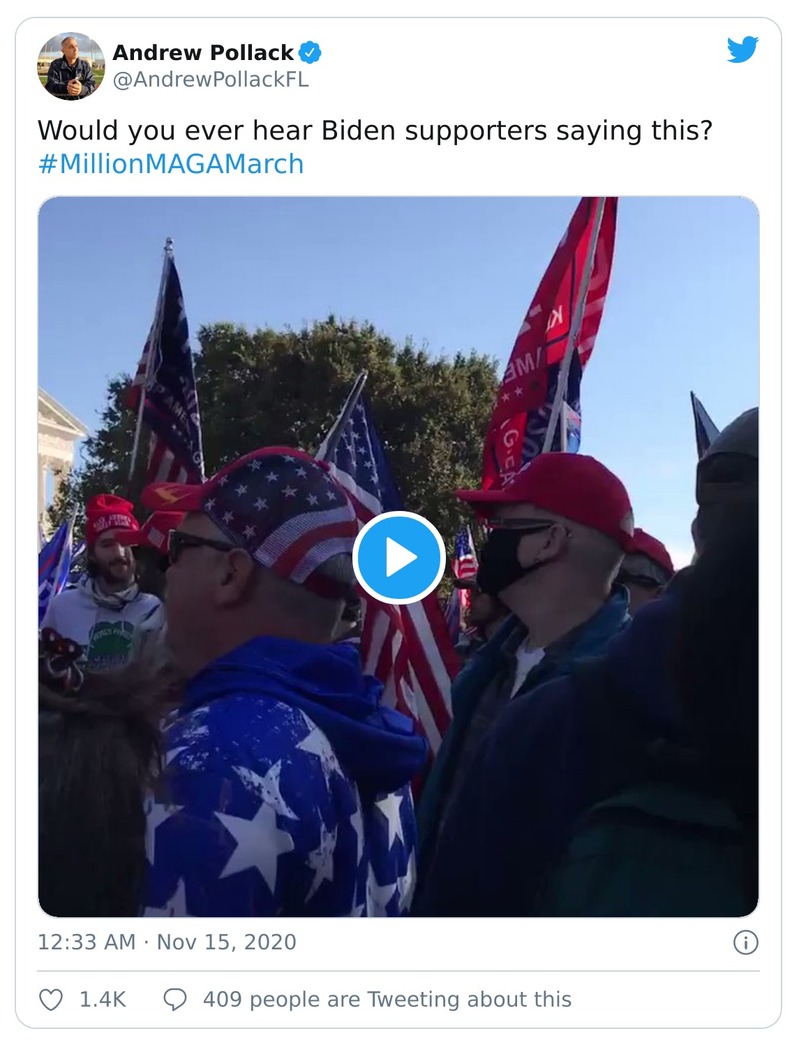 Andrew Pollack
@AndrewPollackFL
Would you ever hear Biden supporters saying this?
#MillionMAGAMarch
12:33 AM · Nov 15, 2020
1.4K
409 people are Tweeting about this